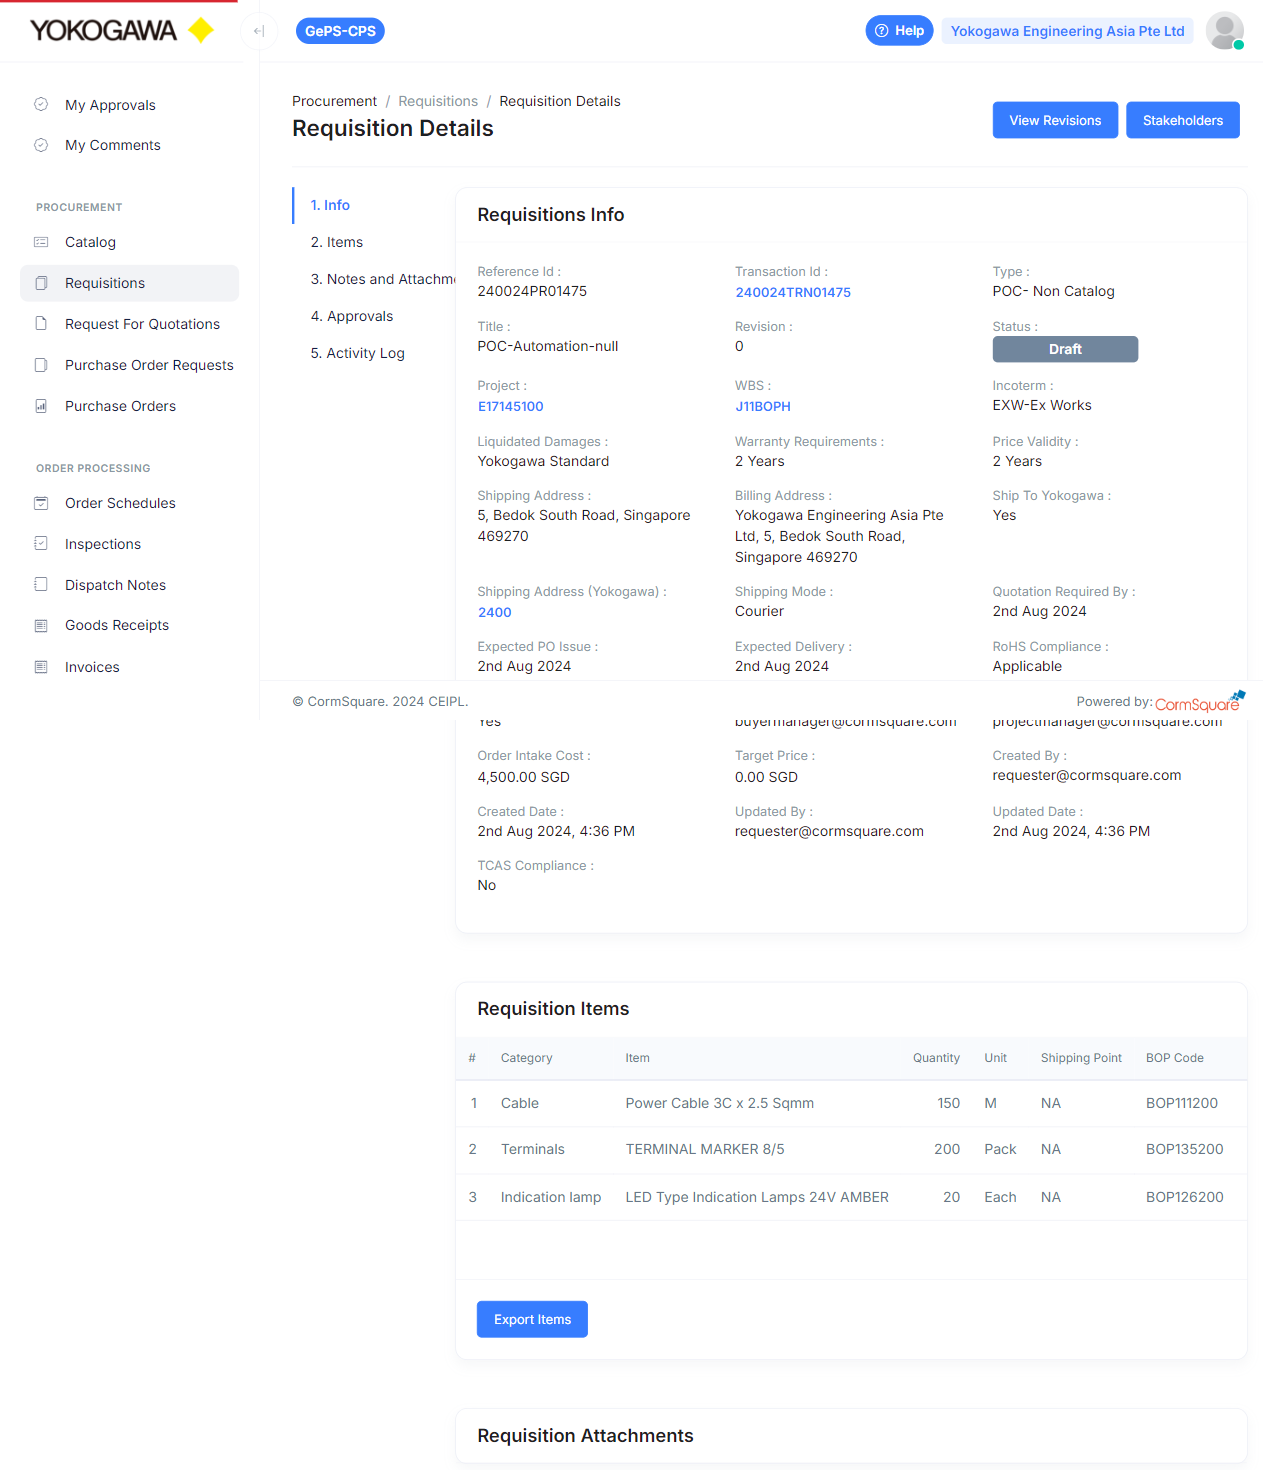 YOKOGAWA
GePS-CPS
Help
Yokogawa Engineering Asia Pte Ltd
My Approvals
My Comments
PROCUREMENT
Catalog
Requisitions
Request For Quotations
Purchase Order Requests
Purchase Orders
ORDER PROCESSING
Order Schedules
Inspections
Dispatch Notes
Goods Receipts
Invoices
Procurement / Requisitions / Requisition Details
Requisition Details
View Revisions
Stakeholders
1. Info
2. Items
3. Notes and Attachme
4. Approvals
5. Activity Log
Requisitions Info
Reference Id :
240024PR01475
Transaction Id :
240024TRN01475
Type :
POC- Non Catalog
Title :
POC-Automation-null
Revision :
0
Status :
Draft
Project :
E17145100
WBS :
J11BOPH
Incoterm :
EXW-Ex Works
Liquidated Damages :
Yokogawa Standard
Warranty Requirements :
2 Years
Price Validity :
2 Years
Shipping Address :
5, Bedok South Road, Singapore
469270
Billing Address :
Yokogawa Engineering Asia Pte
Ltd, 5, Bedok South Road,
Singapore 469270
Ship To Yokogawa :
Yes
Shipping Address (Yokogawa) :
2400
Shipping Mode :
Courier
Quotation Required By :
2nd Aug 2024
Expected PO Issue :
2nd Aug 2024
Expected Delivery :
2nd Aug 2024
RoHS Compliance :
Applicable
© CormSquare. 2024 CEIPL.
Powered by: CormSquare
Yes
buyermanager@cormsquare.com
projectmanager@cormsquare.com
Order Intake Cost :
4,500.00 SGD
Target Price :
0.00 SGD
Created By :
requester@cormsquare.com
Created Date :
2nd Aug 2024, 4:36 PM
Updated By :
requester@cormsquare.com
Updated Date :
2nd Aug 2024, 4:36 PM
TCAS Compliance :
No
Requisition Items
# Category Item Quantity Unit Shipping Point BOP Code
1 Cable Power Cable 3C x 2.5 Sqmm 150 M NA BOP111200
2 Terminals TERMINAL MARKER 8/5 200 Pack NA BOP135200
3 Indication lamp LED Type Indication Lamps 24V AMBER 20 Each NA BOP126200
Export Items
Requisition Attachments